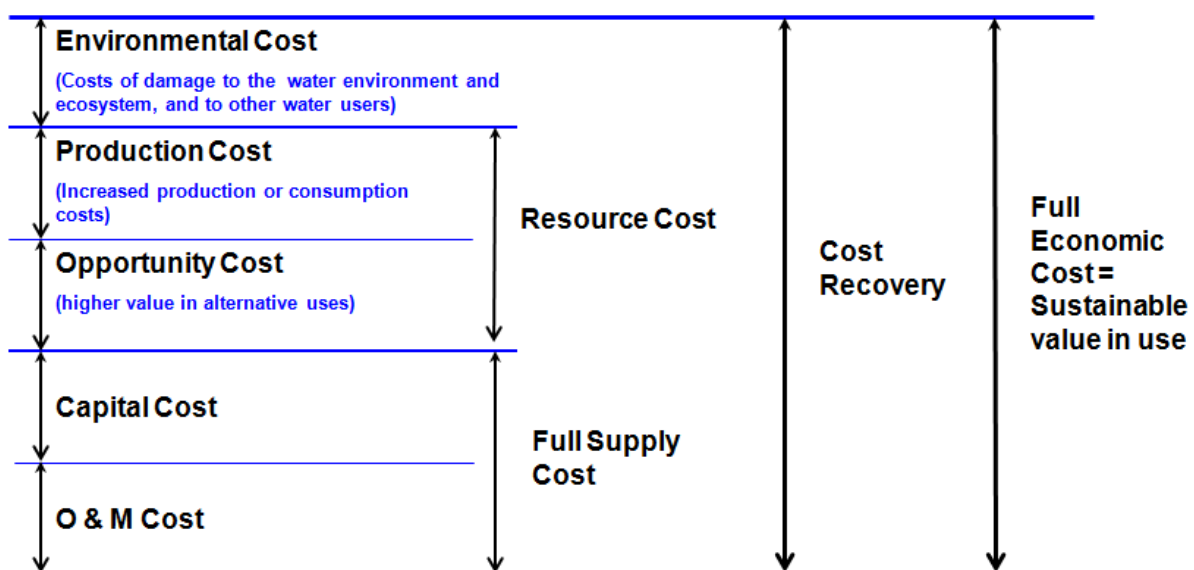 Environmental Cost
(Costs of damage to the water environment and
ecosystem, and to other water users)
Production Cost
(Increased production or consumption
costs)
Opportunity Cost
(higher value in alternative uses)
Capital Cost
O & M Cost
Resource Cost
Full Supply
Cost
Cost
Recovery
Full
Economic
Cost =
Sustainable
value in use